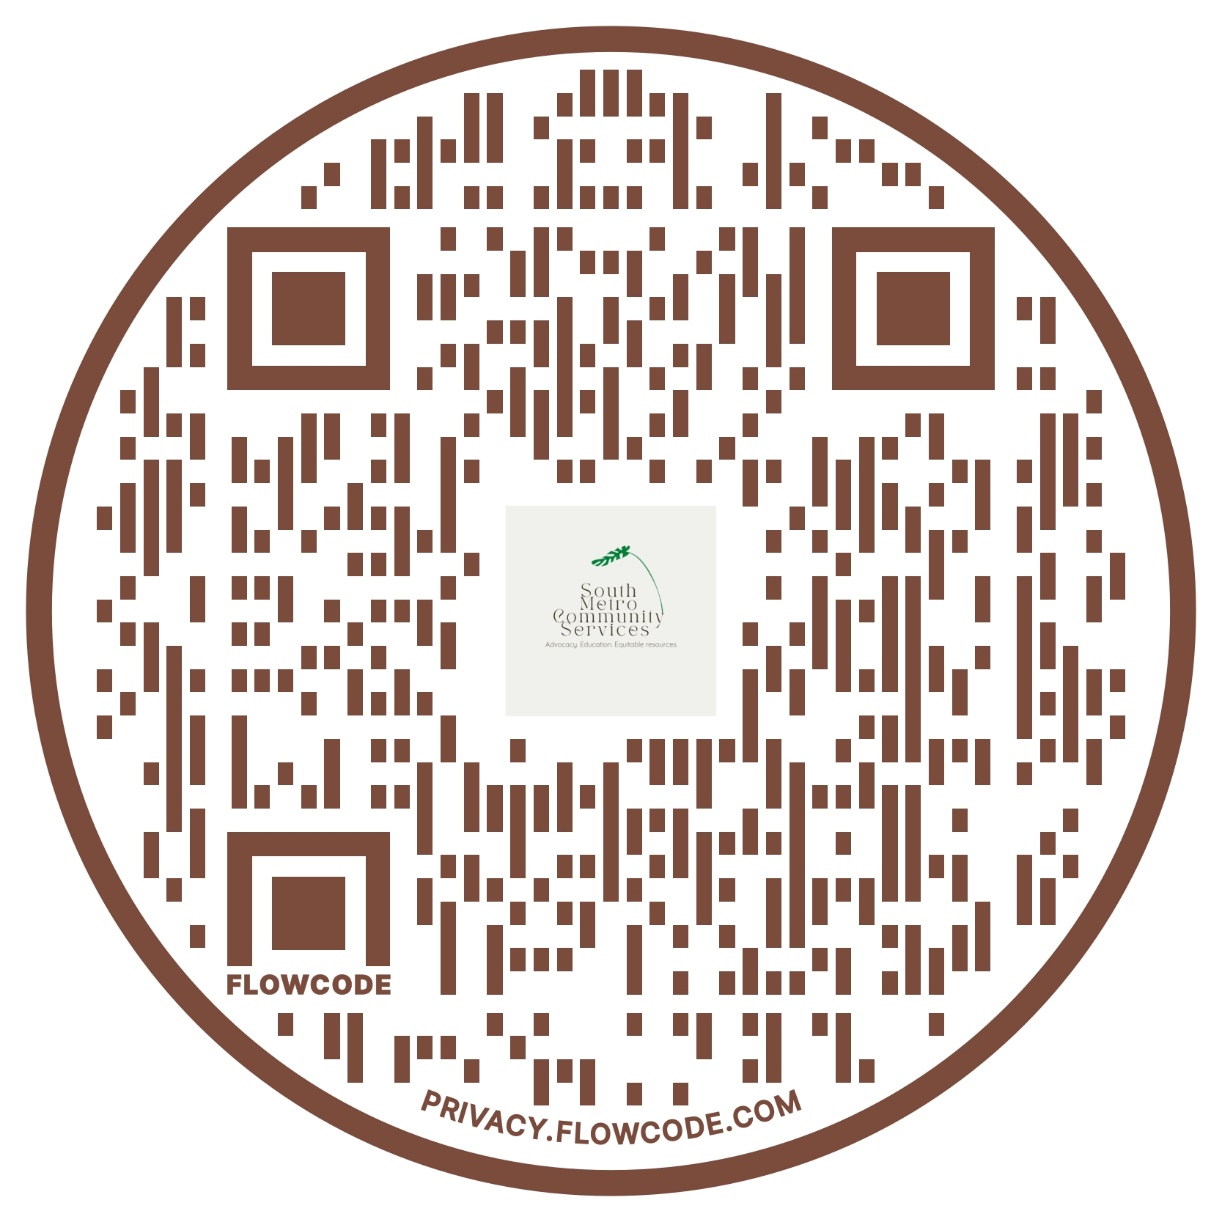 South
Metro
Community
Services
Advocacy. Education. Equitable resources
FLOWCODE
PRIVACY.FLOWCODE.COM